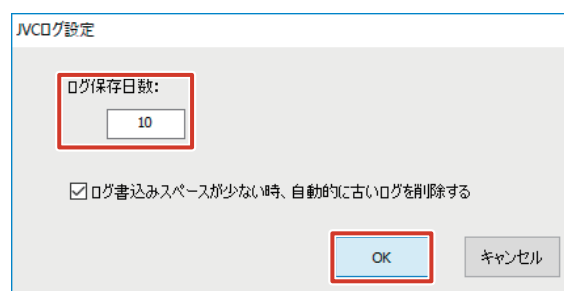 JVCログ設定
ログ保存日数:
10
ログ書込みスペースが少ない時、自動的に古いログを削除する
OK
キャンセル